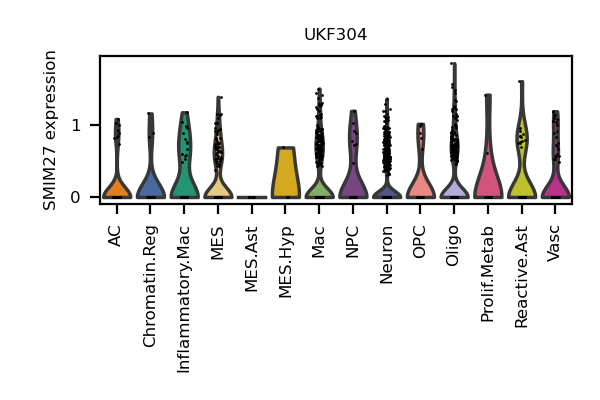 UKF304
SMIM27 expression
1
0
AC
Chromatin.Reg
Inflammatory.Mac
MES
MES.Ast
MES.Hyp
Mac
NPC
Neuron
OPC
Oligo
Prolif.Metab
Reactive.Ast
Vasc